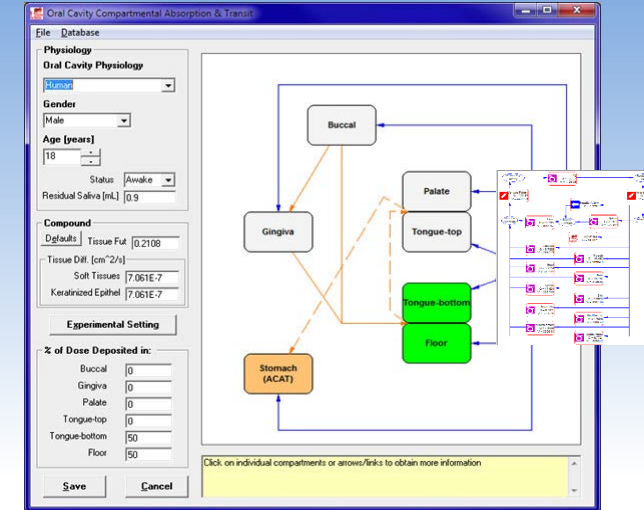 Oral Cavity Compartmental Absorption & Transit
File Database
Physiology
Oral Cavity Physiology
Human
Gender
Male
Age [years]
18
Status Awake
Residual Saliva [mL] 0.9
Compound
Defaults Tissue Fut 0.2108
Tissue Diff. [cm^2/s]
Soft Tissues 7.061E-7
Keratinized Epithel 7.061E-7
Experimental Setting
% of Dose Deposited in:
Buccal 0
Gingiva 0
Palate 0
Tongue-top 0
Tongue-bottom 50
Floor 50
Save Cancel
Buccal
Palate
Gingiva
Tongue-top
Tongue-bottom
Floor
Stomach
(ACAT)
Click on individual compartments or arrows/links to obtain more information